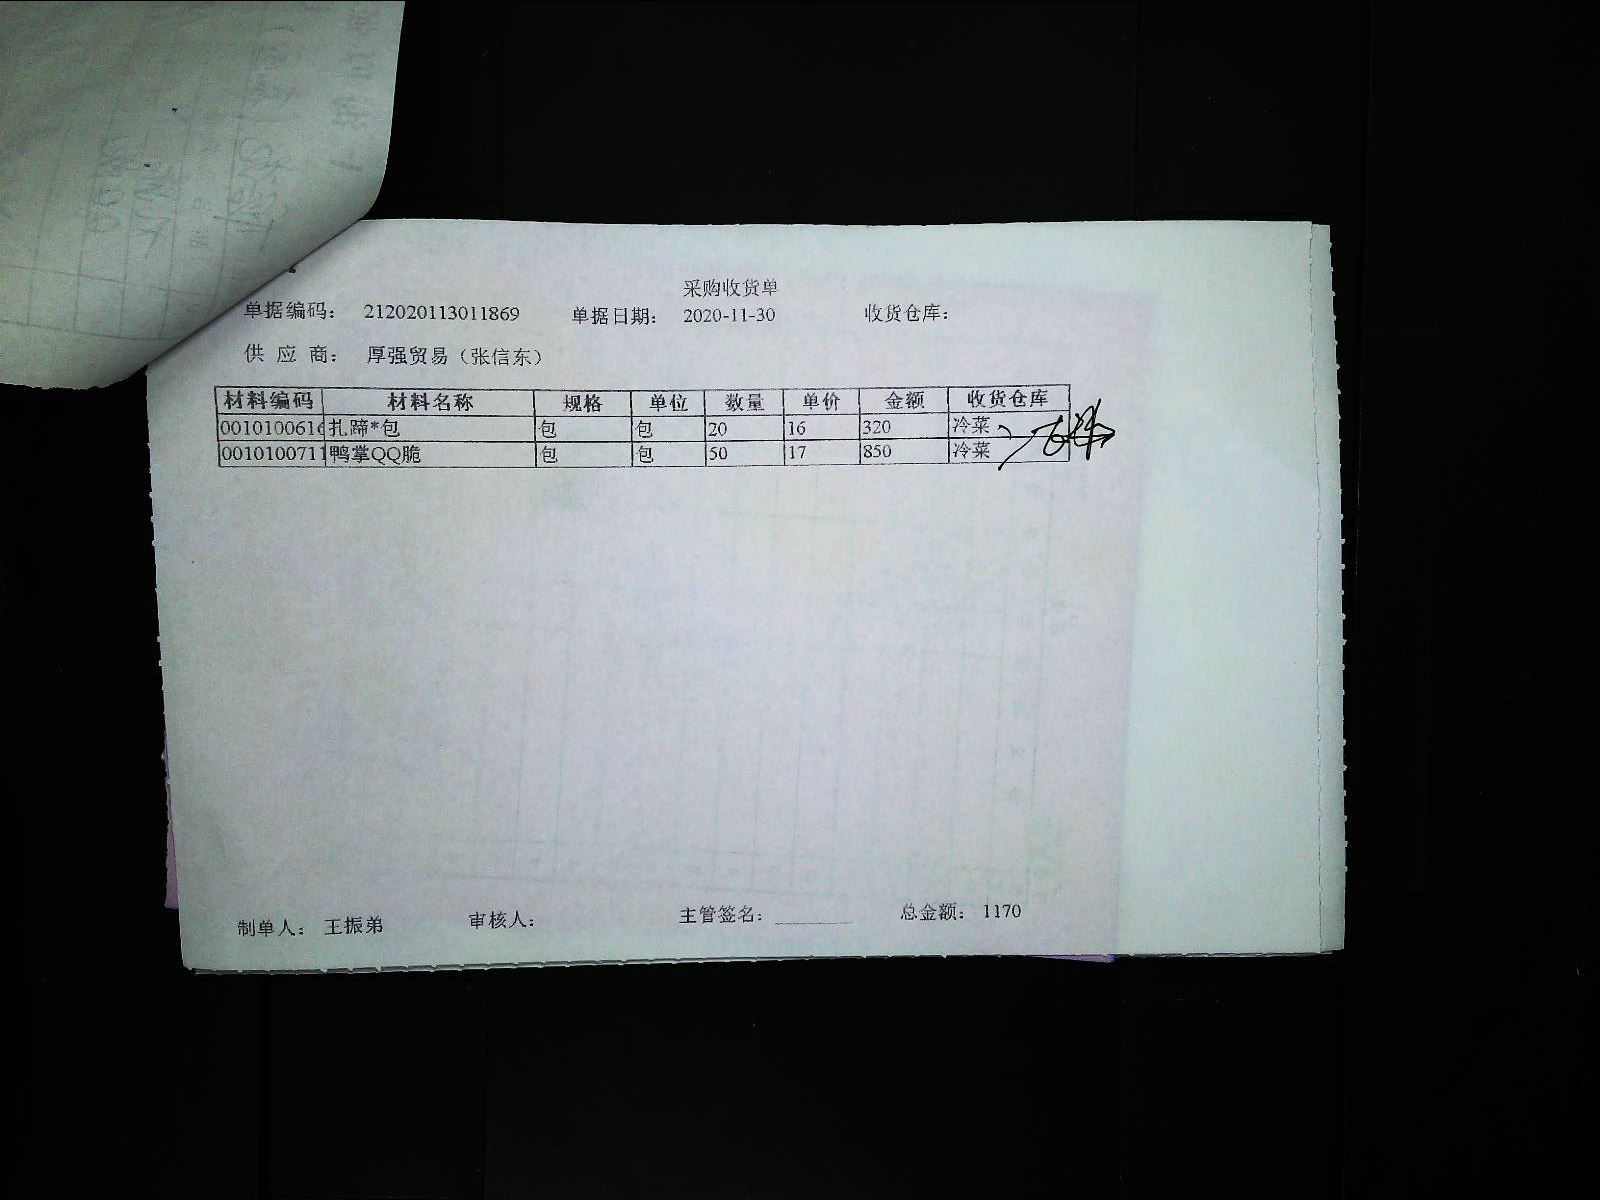 采购收货单
单据编码： 212020113011869 单据日期： 2020-11-30 收货仓库：
供 应 商： 厚强贸易（张信东）
材料编码 材料名称 规格 单位 数量 单价 金额 收货仓库
0010100616 扎蹄*包 包 包 20 16 320 冷菜
0010100711 鸭掌QQ脆 包 包 50 17 850 冷菜
制单人： 王振弟 审核人： 主管签名： 总金额： 1170